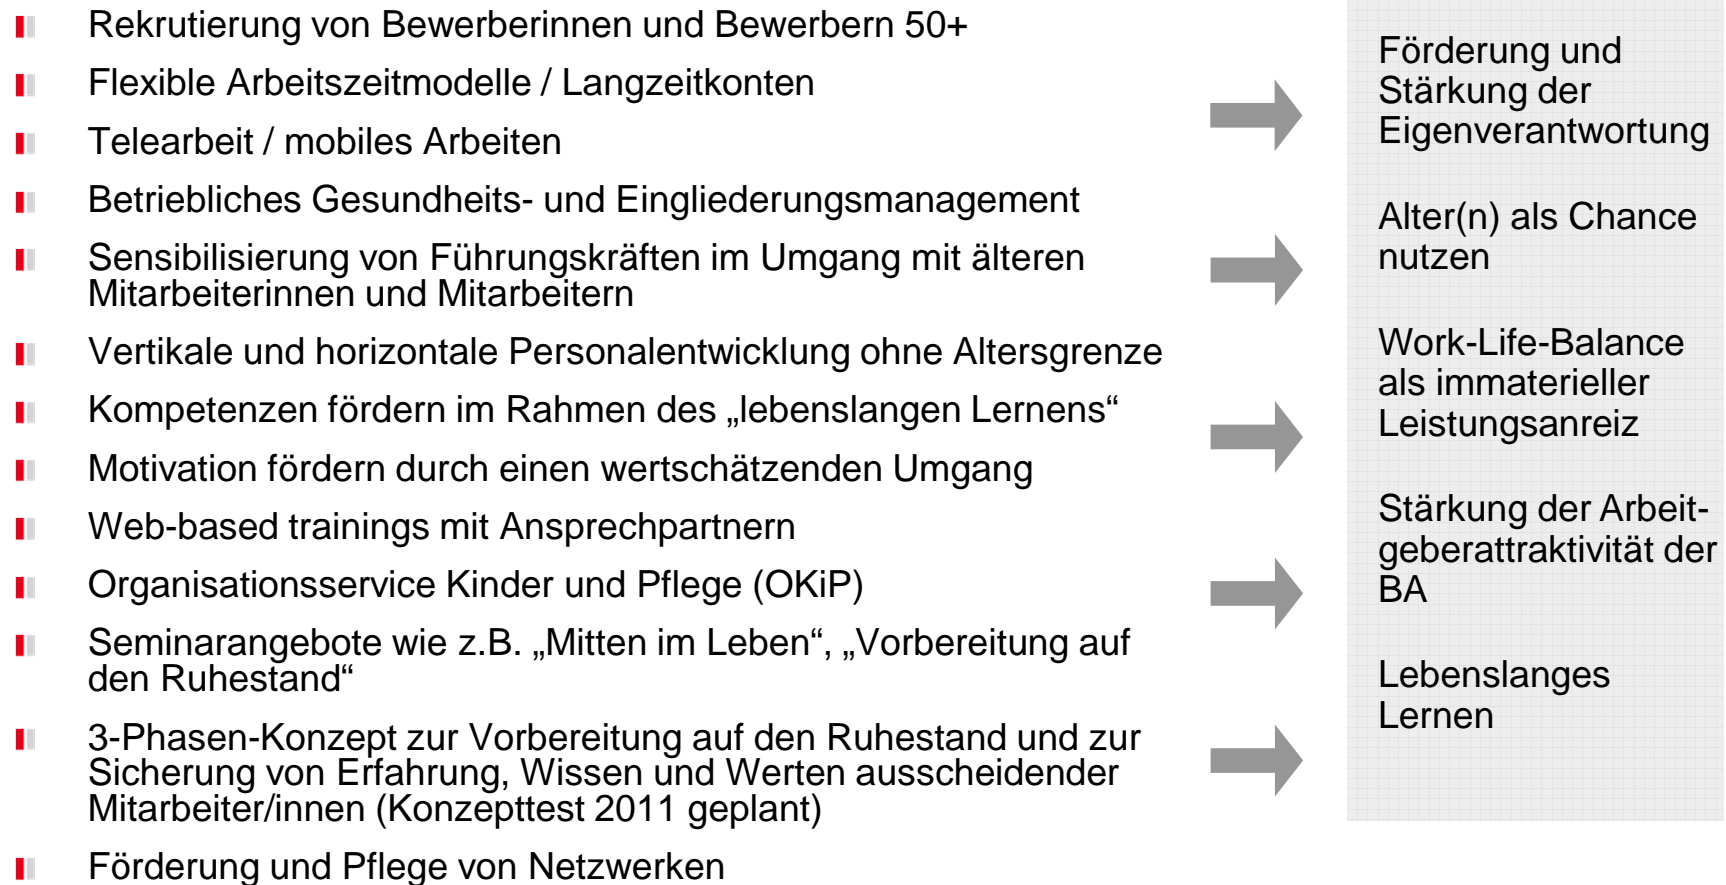 Rekrutierung von Bewerberinnen und Bewerbern 50+
Flexible Arbeitszeitmodelle / Langzeitkonten
Telearbeit / mobiles Arbeiten
Betriebliches Gesundheits- und Eingliederungsmanagement
Sensibilisierung von Führungskräften im Umgang mit älteren
Mitarbeiterinnen und Mitarbeitern
Vertikale und horizontale Personalentwicklung ohne Altersgrenze
Kompetenzen fördern im Rahmen des „lebenslangen Lernens“
Motivation fördern durch einen wertschätzenden Umgang
Web-based trainings mit Ansprechpartnern
Organisationsservice Kinder und Pflege (OKiP)
Seminarangebote wie z.B. „Mitten im Leben“, „Vorbereitung auf
den Ruhestand“
3-Phasen-Konzept zur Vorbereitung auf den Ruhestand und zur
Sicherung von Erfahrung, Wissen und Werten ausscheidender
Mitarbeiter/innen (Konzepttest 2011 geplant)
Förderung und Pflege von Netzwerken
Förderung und
Stärkung der
Eigenverantwortung
Alter(n) als Chance
nutzen
Work-Life-Balance
als immaterieller
Leistungsanreiz
Stärkung der Arbeit-
geberattraktivität der
BA
Lebenslanges
Lernen